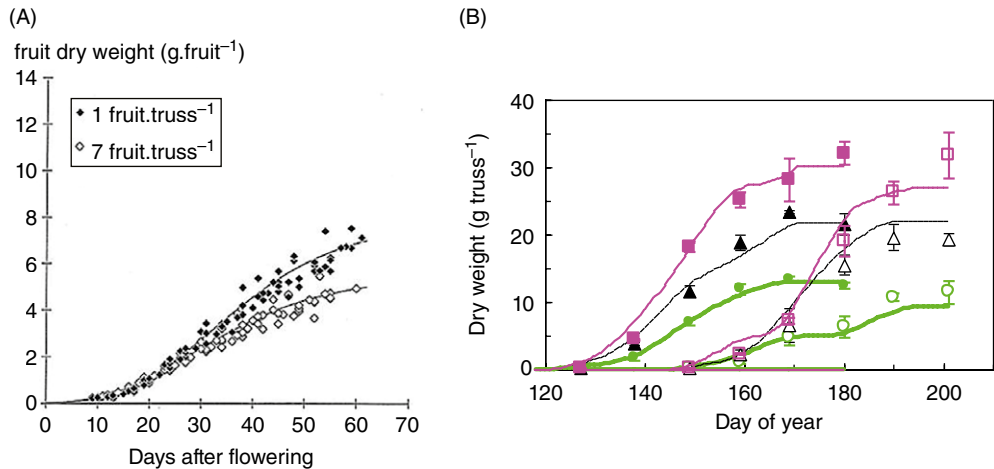 (A)
fruit dry weight (g.fruit⁻¹)
14
12
10
8
6
4
2
0
1 fruit.truss⁻¹
7 fruit.truss⁻¹
0 10 20 30 40 50 60 70
Days after flowering
(B)
Dry weight (g truss⁻¹)
40
30
20
10
0
120 140 160 180 200
Day of year